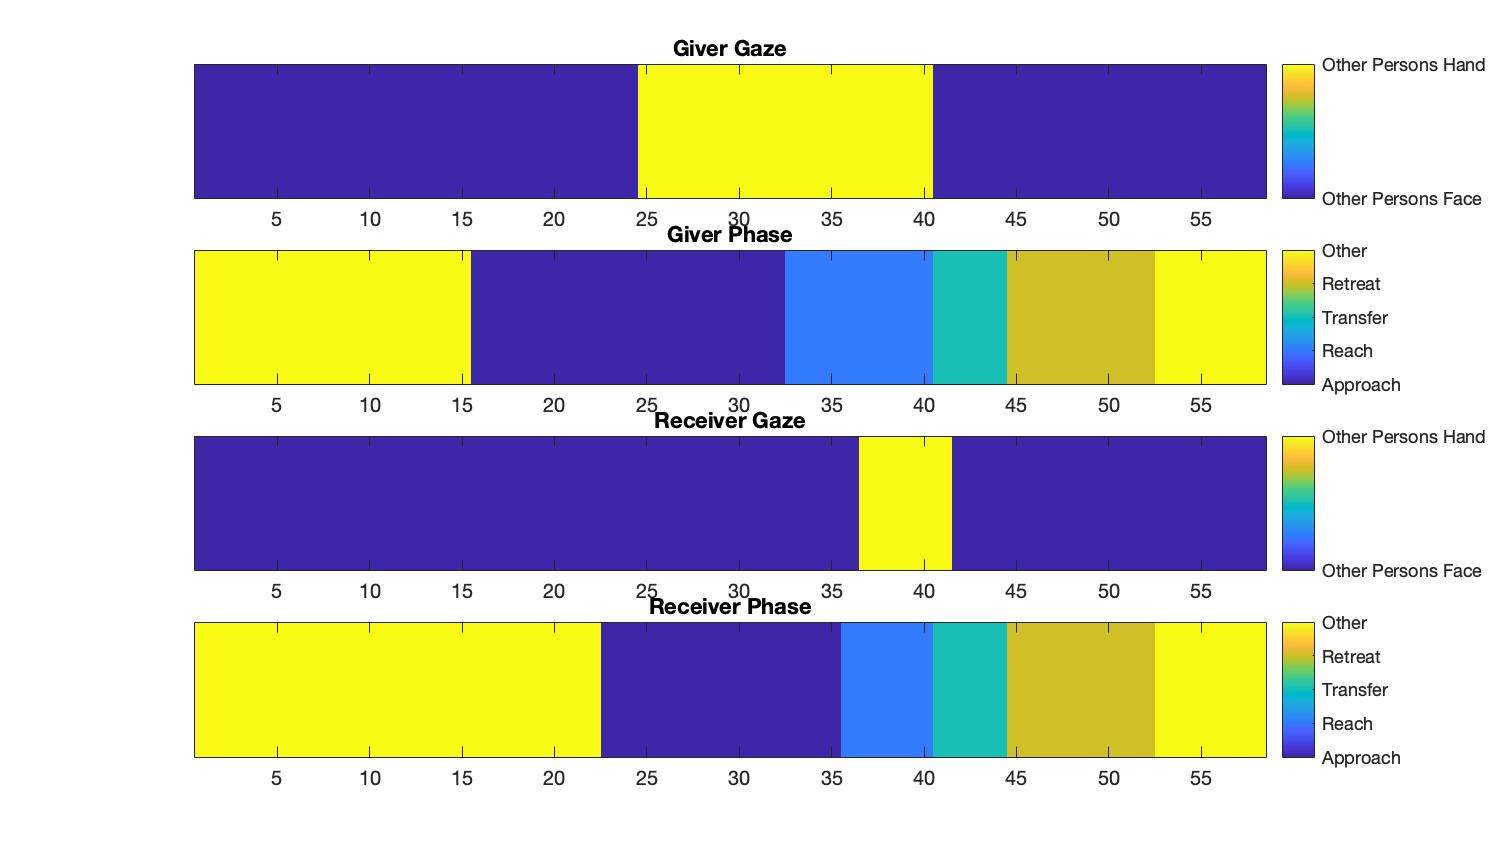 Giver Gaze
Other Persons Hand
Other Persons Face
5 10 15 20 25 30 35 40 45 50 55
Giver Phase
Other
Retreat
Transfer
Reach
Approach
5 10 15 20 25 30 35 40 45 50 55
Receiver Gaze
Other Persons Hand
Other Persons Face
5 10 15 20 25 30 35 40 45 50 55
Receiver Phase
Other
Retreat
Transfer
Reach
Approach
5 10 15 20 25 30 35 40 45 50 55